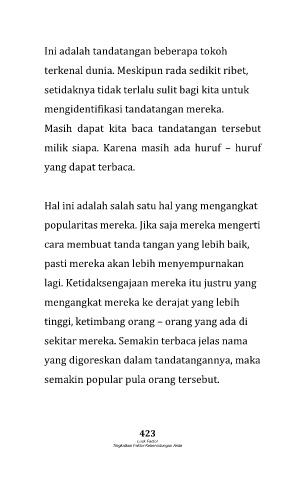 Ini adalah tandatangan beberapa tokoh
terkenal dunia. Meskipun rada sedikit ribet,
setidaknya tidak terlalu sulit bagi kita untuk
mengidentifikasi tandatangan mereka.
Masih dapat kita baca tandatangan tersebut
milik siapa. Karena masih ada huruf – huruf
yang dapat terbaca.
Hal ini adalah salah satu hal yang mengangkat
popularitas mereka. Jika saja mereka mengerti
cara membuat tanda tangan yang lebih baik,
pasti mereka akan lebih menyempurnakan
lagi. Ketidaksengajaan mereka itu justru yang
mengangkat mereka ke derajat yang lebih
tinggi, ketimbang orang – orang yang ada di
sekitar mereka. Semakin terbaca jelas nama
yang digoreskan dalam tandatangannya, maka
semakin popular pula orang tersebut.
423
Luck Factor
Tingkatkan Faktor Keberuntungan Anda